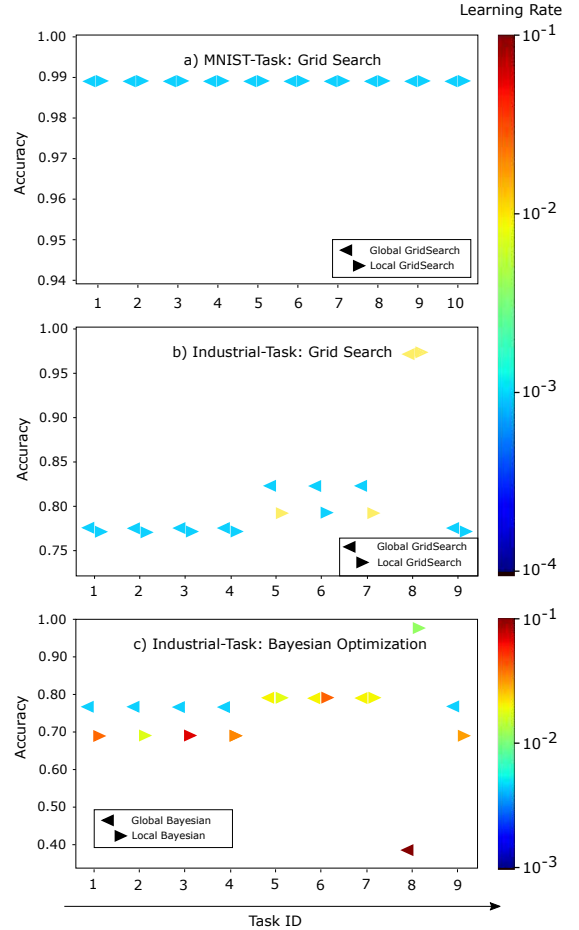 Learning Rate
1.00
0.99
0.98
0.97
0.96
0.95
0.94
Accuracy
a) MNIST-Task: Grid Search
Global GridSearch
Local GridSearch
1 2 3 4 5 6 7 8 9 10
10^-1
10^-2
10^-3
10^-4
1.00
0.95
0.90
0.85
0.80
0.75
Accuracy
b) Industrial-Task: Grid Search
Global GridSearch
Local GridSearch
1 2 3 4 5 6 7 8 9
1.00
0.90
0.80
0.70
0.60
0.50
0.40
Accuracy
c) Industrial-Task: Bayesian Optimization
Global Bayesian
Local Bayesian
1 2 3 4 5 6 7 8 9
10^-1
10^-2
10^-3
Task ID